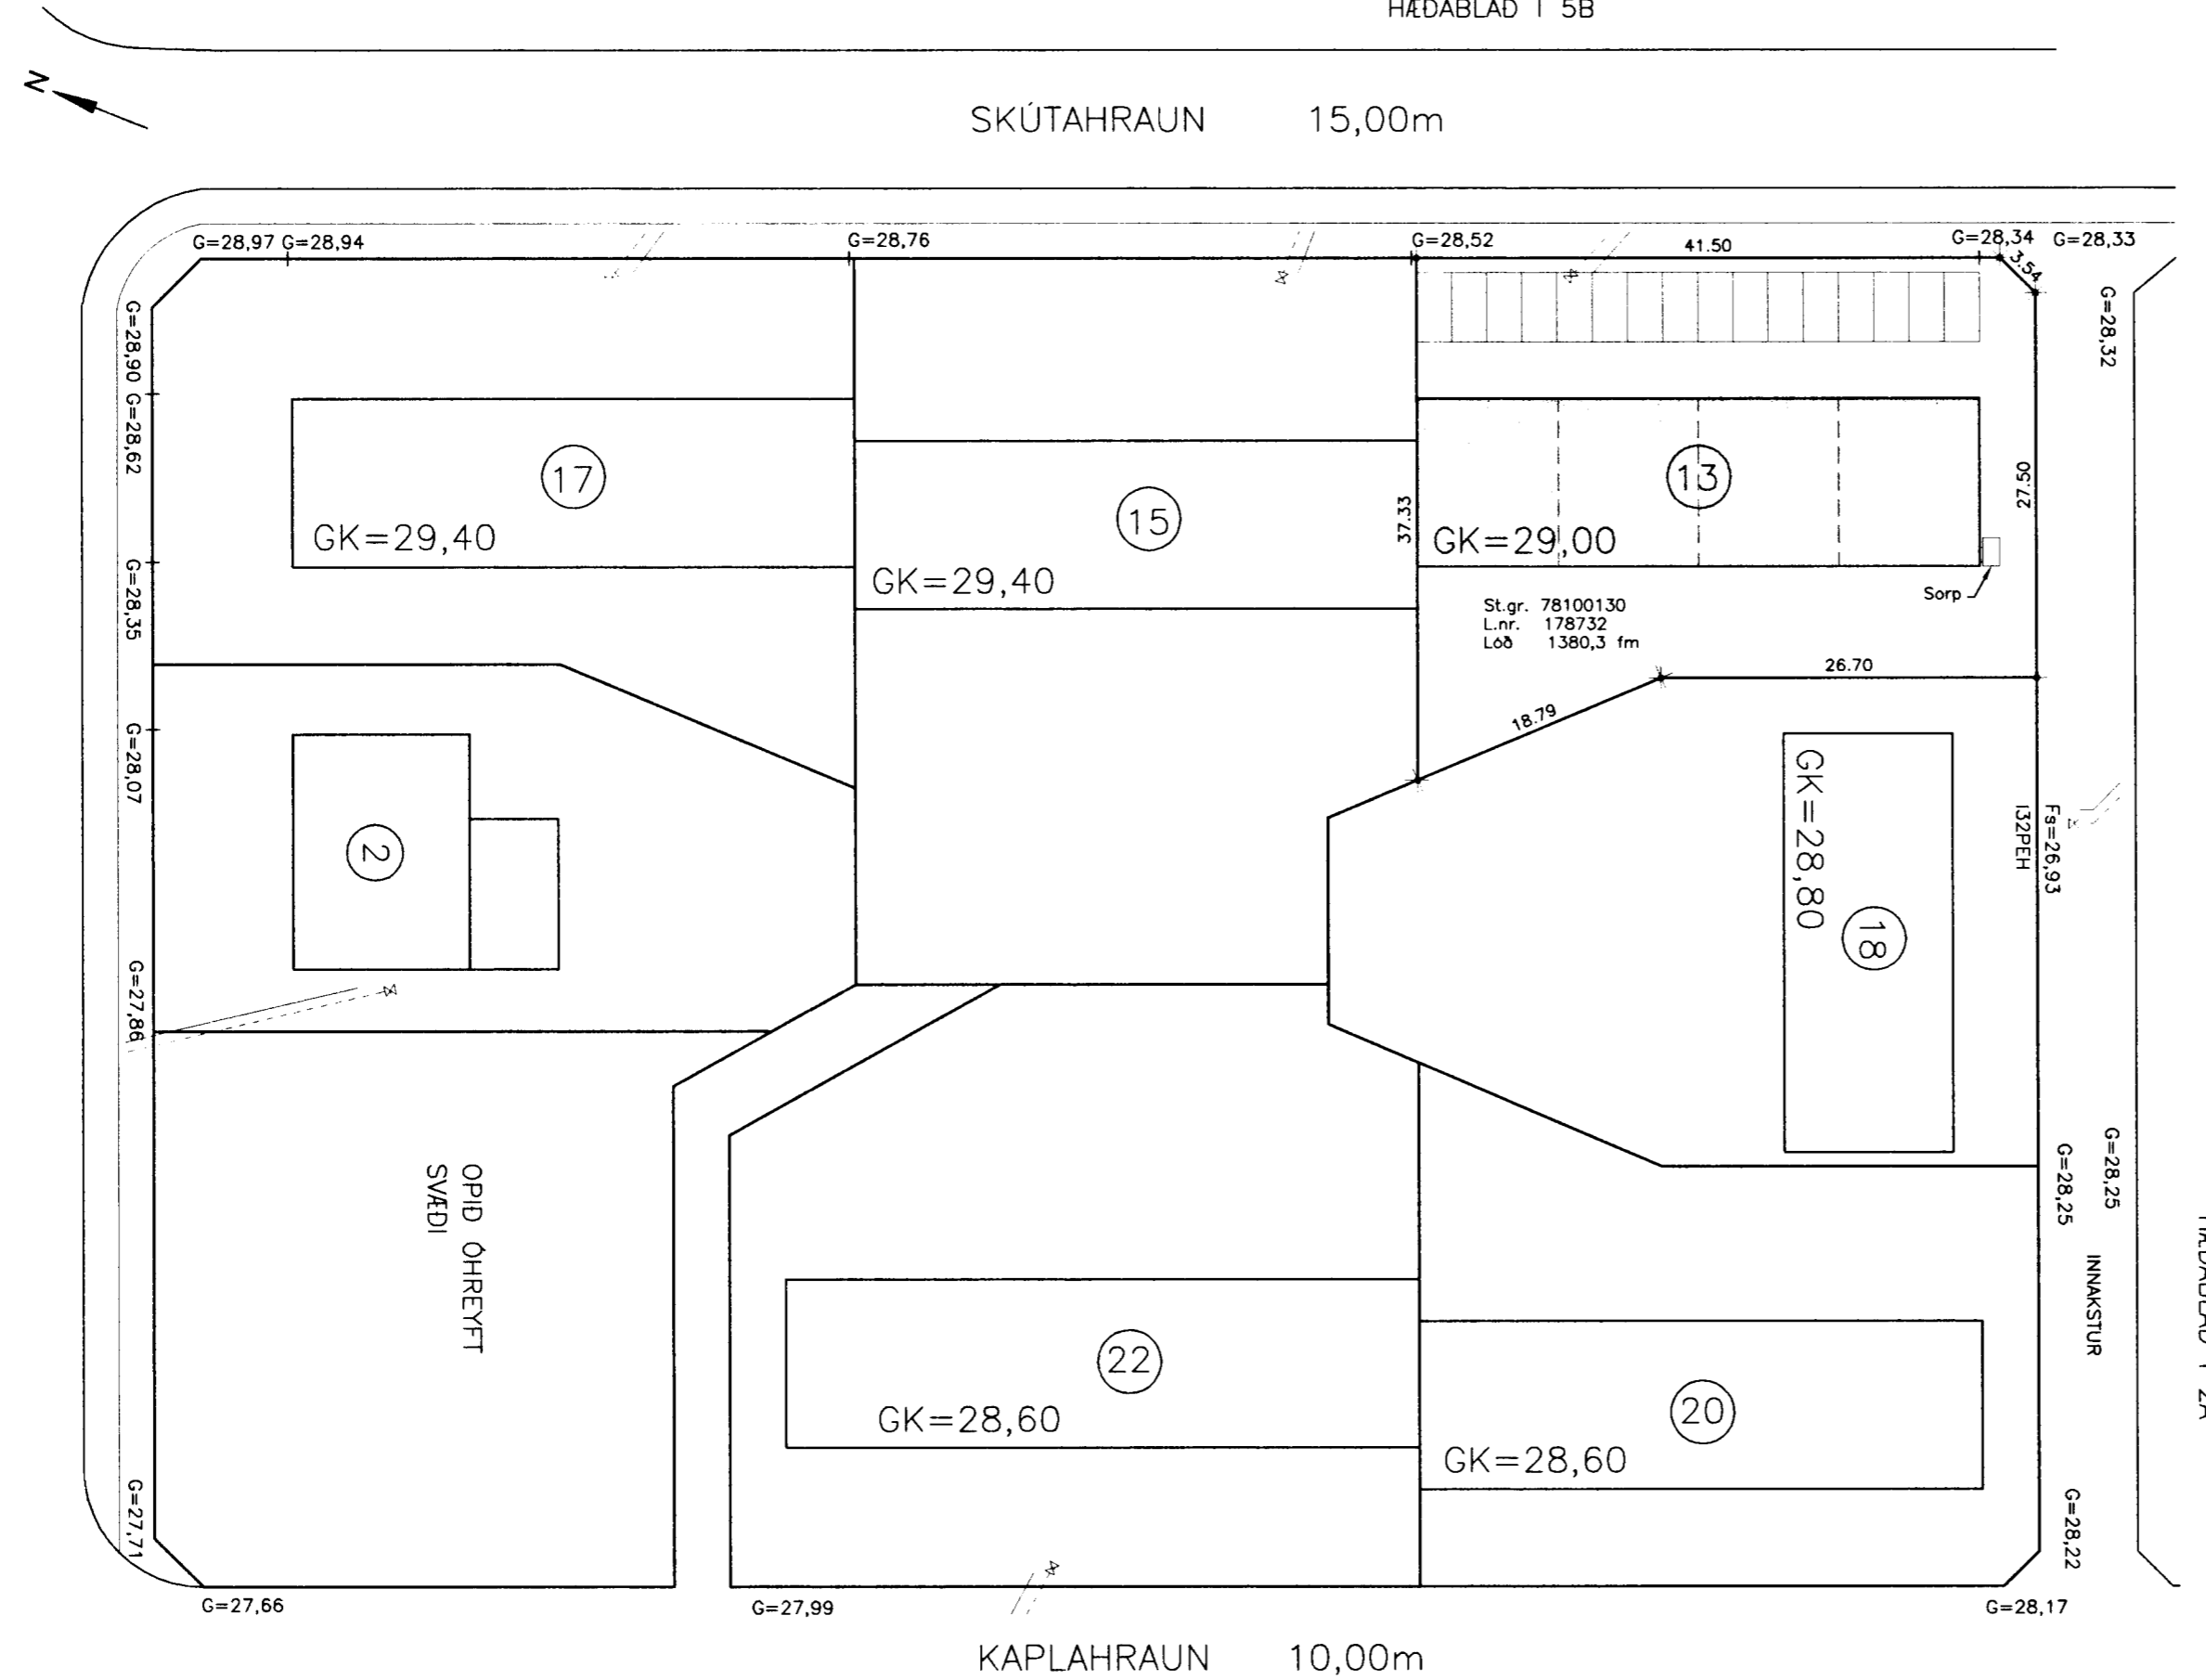 HÆÐABLAÐ I 5B
N
SKÚTAHRAUN 15,00m
G=28,97 G=28,94
G=28,76
G=28,52
41.50
G=28,34 G=28,33
3.54
G=28,90
G=28,62
G=28,35
G=28,07
G=27,86
G=27,71
G=28,32
17
GK=29,40
15
GK=29,40
37.33
13
GK=29,00
27.50
Sorp
St.gr. 78100130
L.nr. 178732
Lóð 1380,3 fm
26.70
18.79
2
GK=28,80
18
132PEH
Fs=26,93
OPIÐ ÓHREYFT
SVÆÐI
G=28,25
G=28,25
INNAKSTUR
HÆÐABLAÐ I 2A
22
GK=28,60
20
GK=28,60
G=28,22
G=27,66
G=27,99
G=28,17
KAPLAHRAUN 10,00m